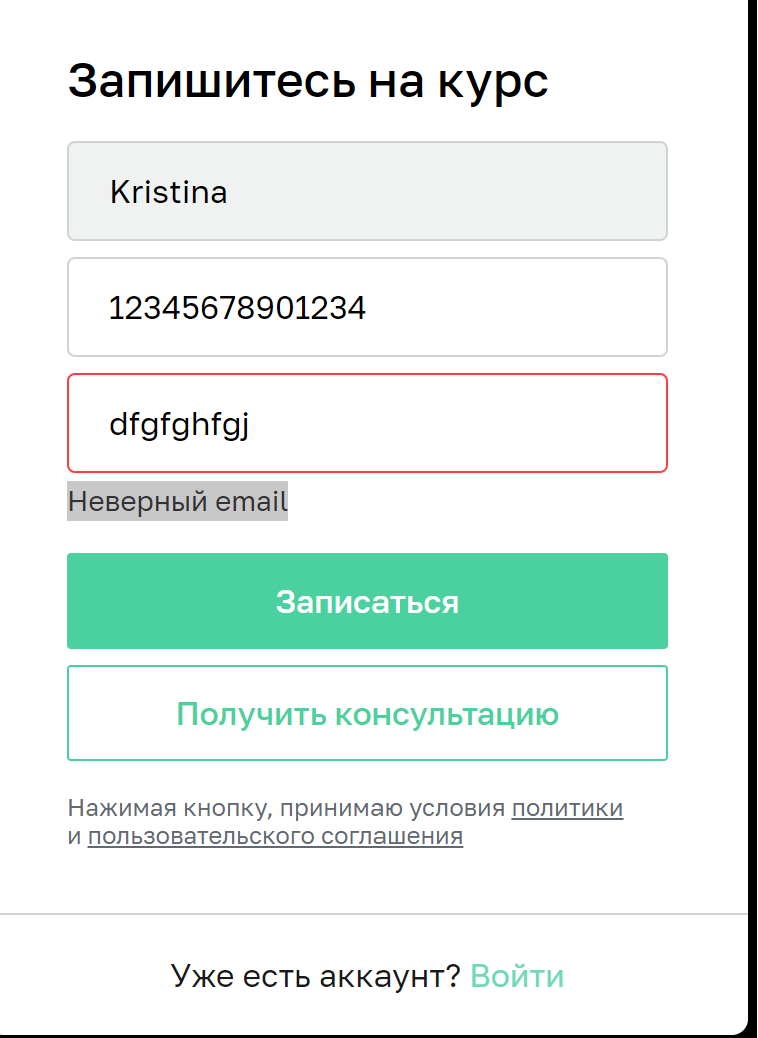 Запишитесь на курс
Kristina
12345678901234
dfgfghfgj
Неверный email
Записаться
Получить консультацию
Нажимая кнопку, принимаю условия политики
и пользовательского соглашения
Уже есть аккаунт? Войти